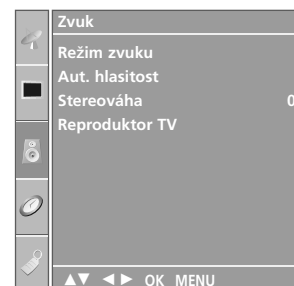 Zvuk
Režim zvuku
Aut. hlasitost
Stereováha 0
Reproduktor TV
▲▼ ◄► OK MENU